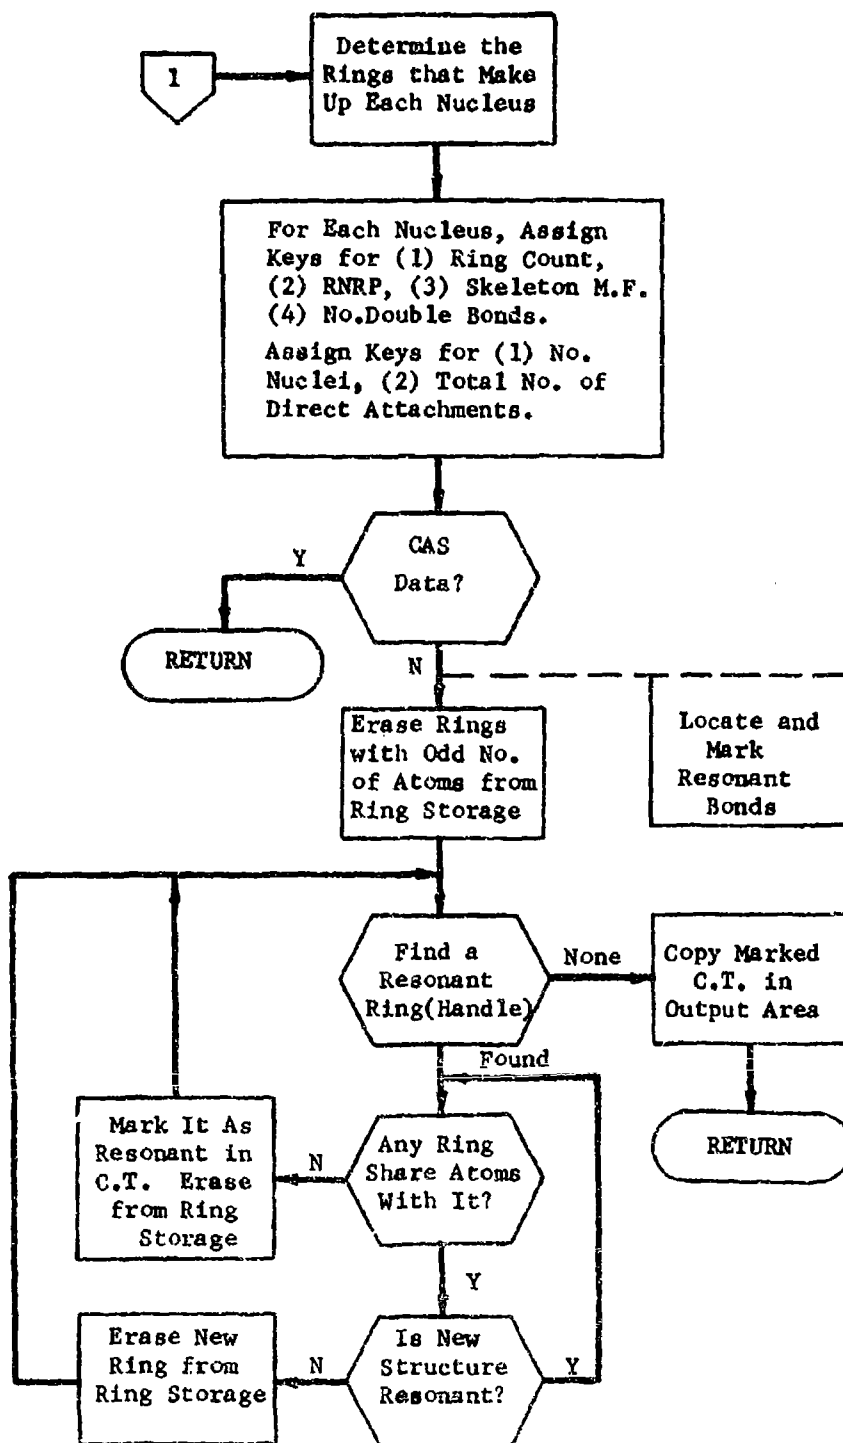 1
Determine the
Rings that Make
Up Each Nucleus
For Each Nucleus, Assign
Keys for (1) Ring Count,
(2) RNRP, (3) Skeleton M.F.
(4) No.Double Bonds.
Assign Keys for (1) No.
Nuclei, (2) Total No. of
Direct Attachments.
CAS
Data?
Y
RETURN
N
Erase Rings
with Odd No.
of Atoms from
Ring Storage
Locate and
Mark
Resonant
Bonds
Find a
Resonant
Ring(Handle)
None
Copy Marked
C.T. in
Output Area
RETURN
Found
Any Ring
Share Atoms
With It?
N
Mark It As
Resonant in
C.T. Erase
from Ring
Storage
Y
Is New
Structure
Resonant?
Y
N
Erase New
Ring from
Ring Storage